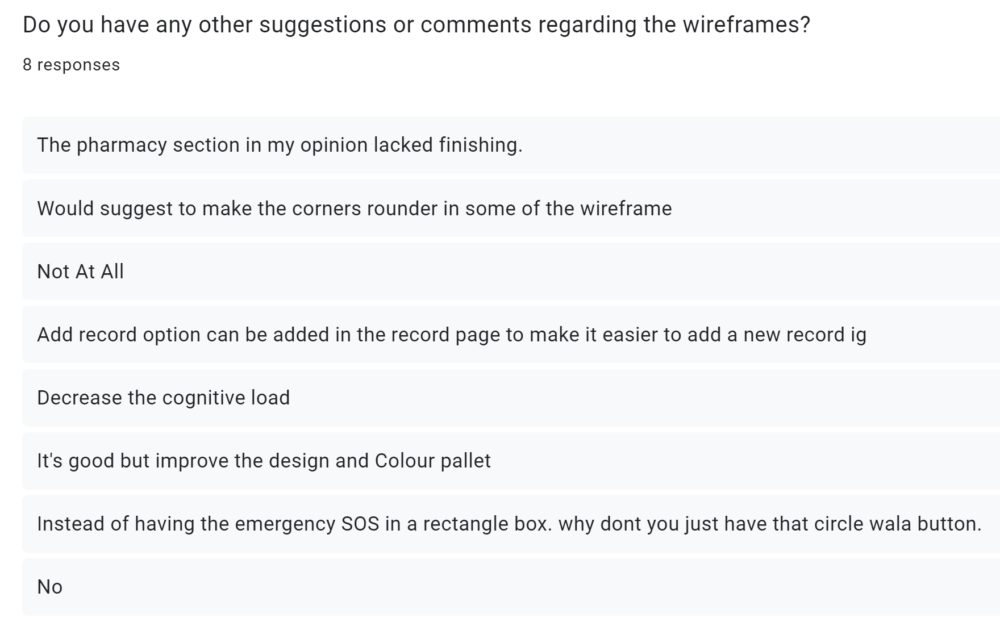 Do you have any other suggestions or comments regarding the wireframes?
8 responses
The pharmacy section in my opinion lacked finishing.
Would suggest to make the corners rounder in some of the wireframe
Not At All
Add record option can be added in the record page to make it easier to add a new record ig
Decrease the cognitive load
It's good but improve the design and Colour pallet
Instead of having the emergency SOS in a rectangle box. why dont you just have that circle wala button.
No